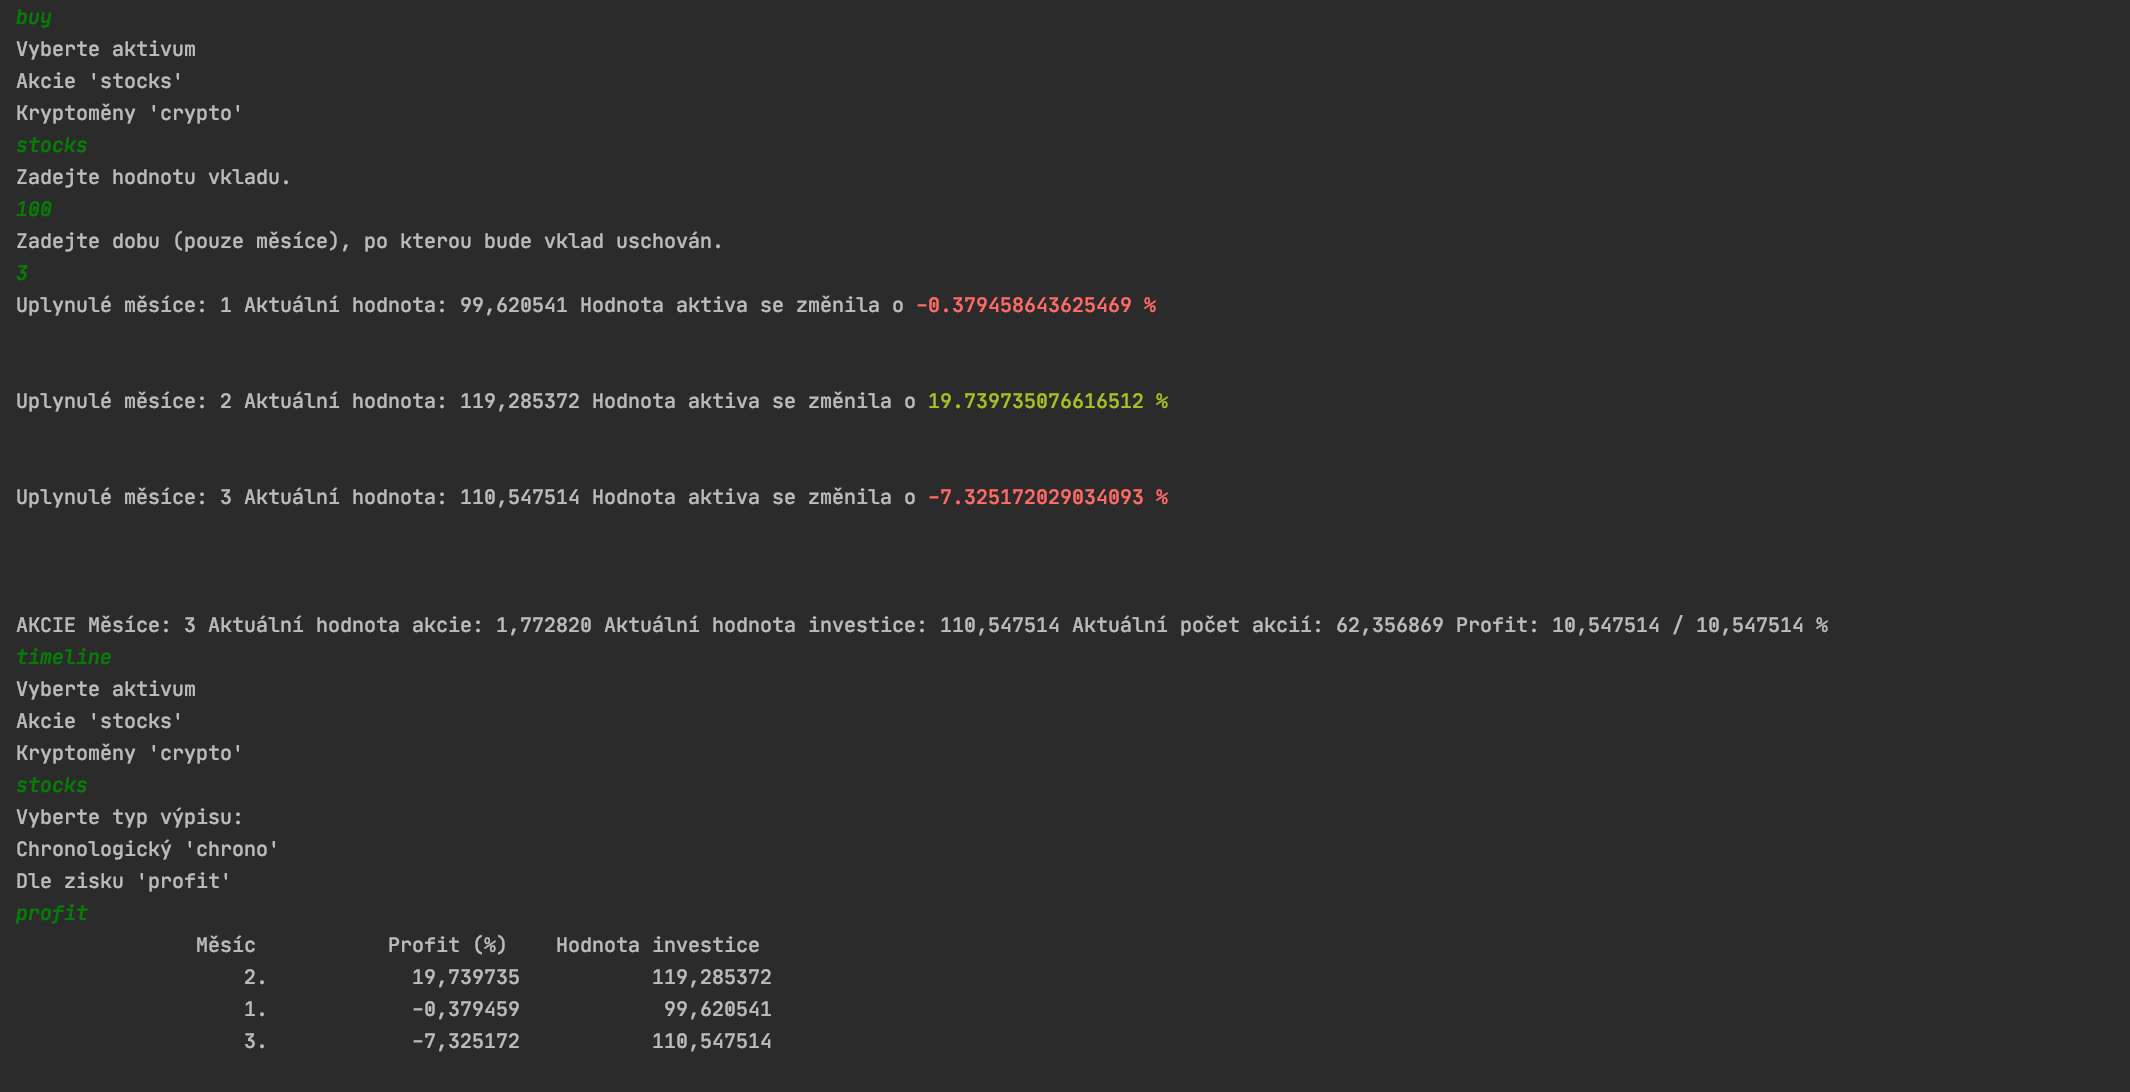 buy
Vyberte aktivum
Akcie 'stocks'
Kryptoměny 'crypto'
stocks
Zadejte hodnotu vkladu.
100
Zadejte dobu (pouze měsíce), po kterou bude vklad uschován.
3
Uplynulé měsíce: 1 Aktuální hodnota: 99,620541 Hodnota aktiva se změnila o -0.379458643625469 %
Uplynulé měsíce: 2 Aktuální hodnota: 119,285372 Hodnota aktiva se změnila o 19.739735076616512 %
Uplynulé měsíce: 3 Aktuální hodnota: 110,547514 Hodnota aktiva se změnila o -7.325172029034093 %
AKCIE Měsíce: 3 Aktuální hodnota akcie: 1,772820 Aktuální hodnota investice: 110,547514 Aktuální počet akcií: 62,356869 Profit: 10,547514 / 10,547514 %
timeline
Vyberte aktivum
Akcie 'stocks'
Kryptoměny 'crypto'
stocks
Vyberte typ výpisu:
Chronologický 'chrono'
Dle zisku 'profit'
profit
Měsíc Profit (%) Hodnota investice
2. 19,739735 119,285372
1. -0,379459 99,620541
3. -7,325172 110,547514